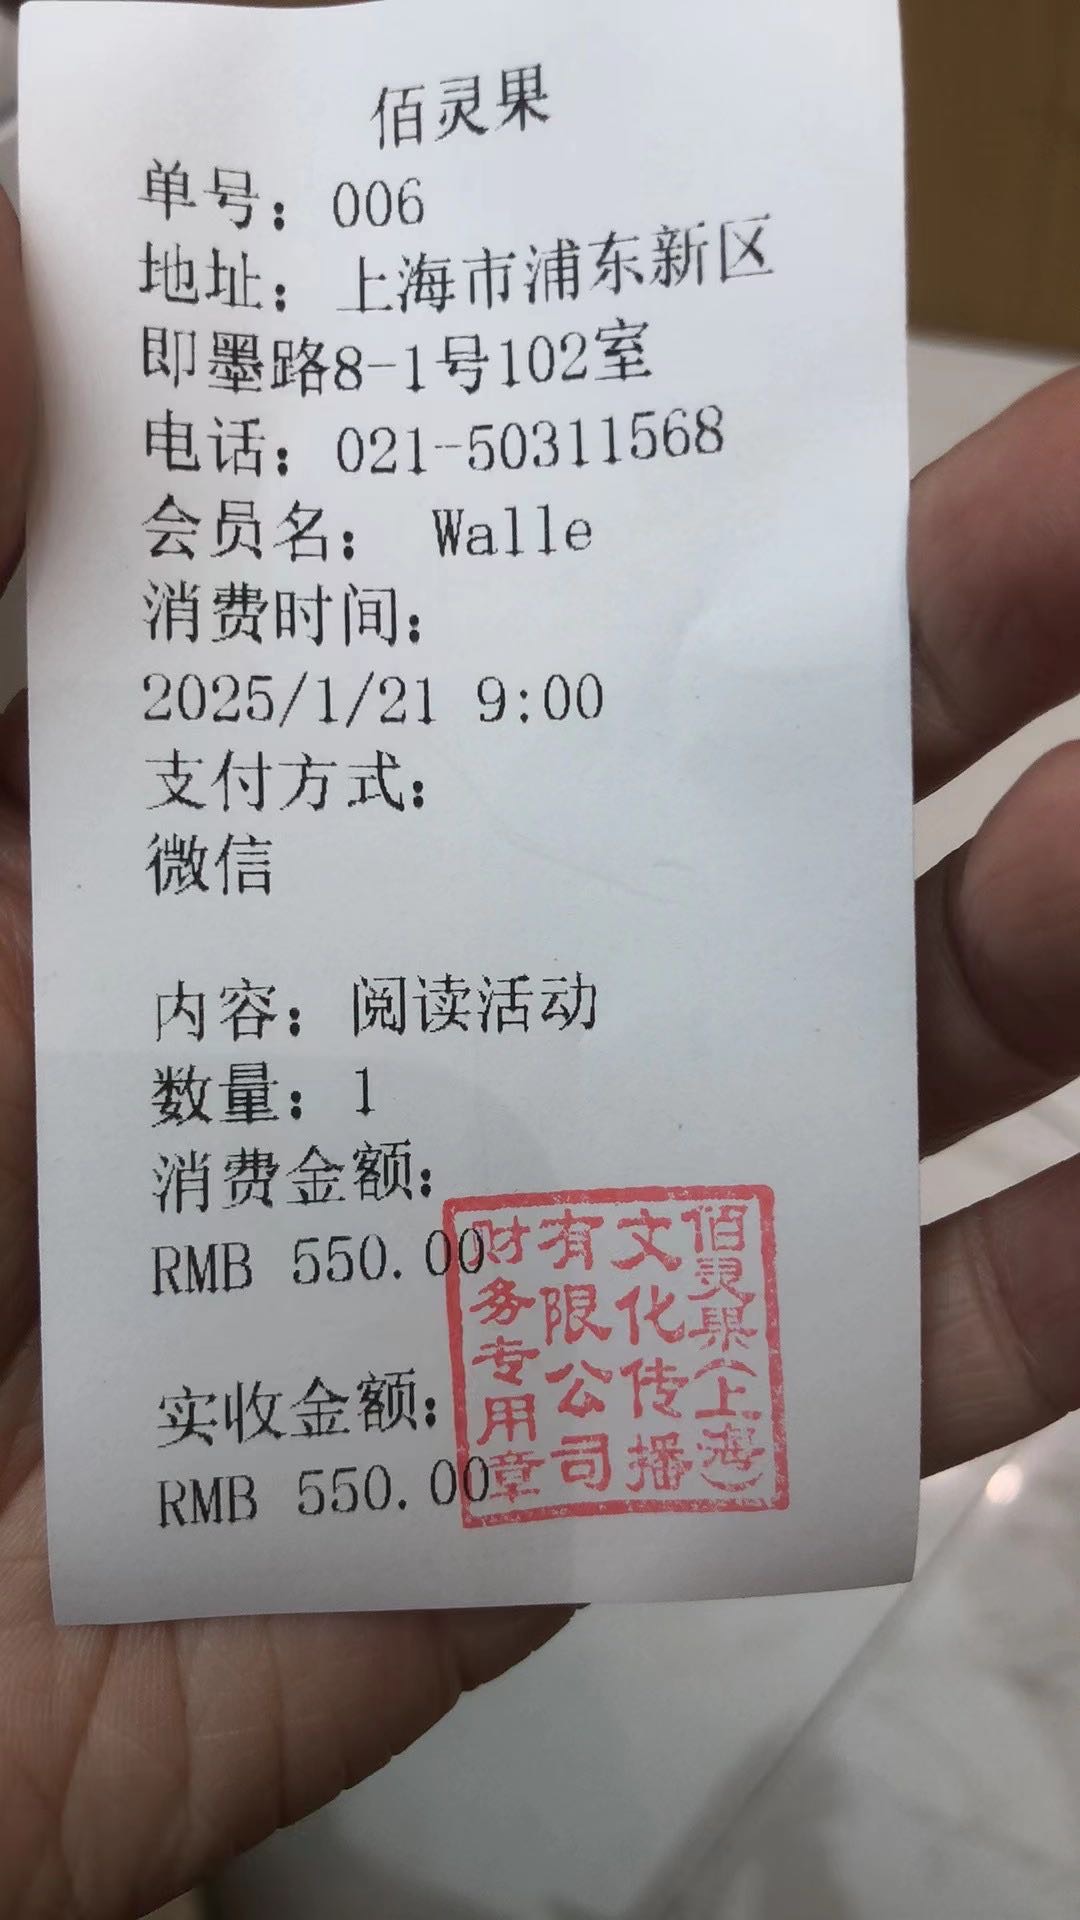 佰灵果
单号：006
地址：上海市浦东新区
即墨路8-1号102室
电话：021-50311568
会员名： Walle
消费时间：
2025/1/21 9:00
支付方式：
微信
内容：阅读活动
数量：1
消费金额：
RMB 550.00
实收金额：
RMB 550.00
佰灵果(上海)
文化传播
有限公司
财务专用章